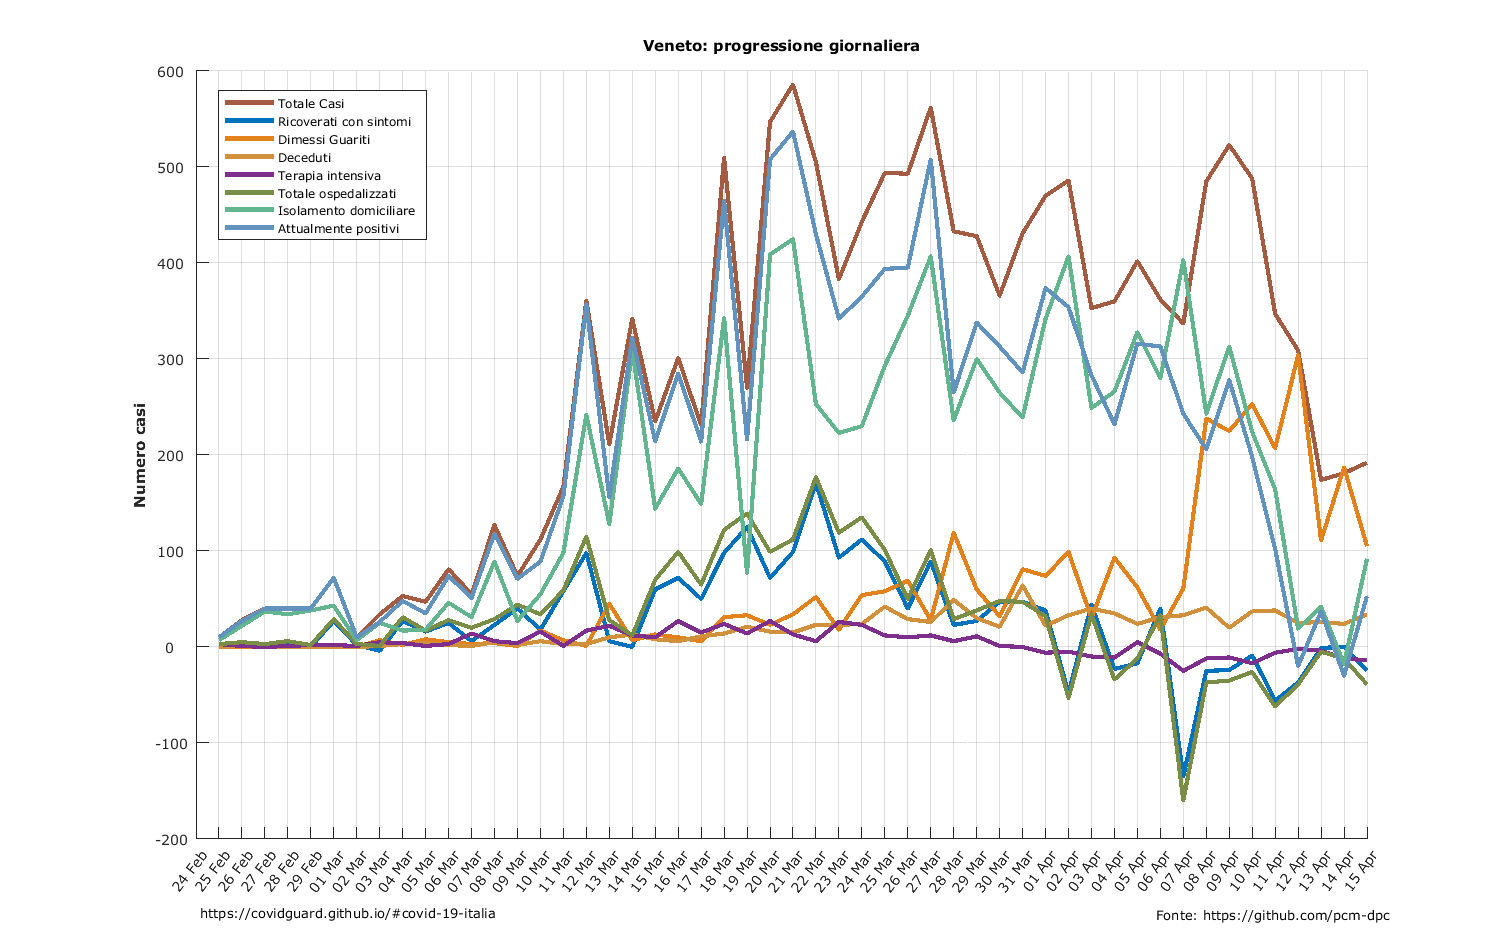 Veneto: progressione giornaliera
600
500
400
300
200
100
0
-100
-200
Numero casi
Totale Casi
Ricoverati con sintomi
Dimessi Guariti
Deceduti
Terapia intensiva
Totale ospedalizzati
Isolamento domiciliare
Attualmente positivi
24 Feb
25 Feb
26 Feb
27 Feb
28 Feb
29 Feb
01 Mar
02 Mar
03 Mar
04 Mar
05 Mar
06 Mar
07 Mar
08 Mar
09 Mar
10 Mar
11 Mar
12 Mar
13 Mar
14 Mar
15 Mar
16 Mar
17 Mar
18 Mar
19 Mar
20 Mar
21 Mar
22 Mar
23 Mar
24 Mar
25 Mar
26 Mar
27 Mar
28 Mar
29 Mar
30 Mar
31 Mar
01 Apr
02 Apr
03 Apr
04 Apr
05 Apr
06 Apr
07 Apr
08 Apr
09 Apr
10 Apr
11 Apr
12 Apr
13 Apr
14 Apr
15 Apr
https://covidguard.github.io/#covid-19-italia
Fonte: https://github.com/pcm-dpc